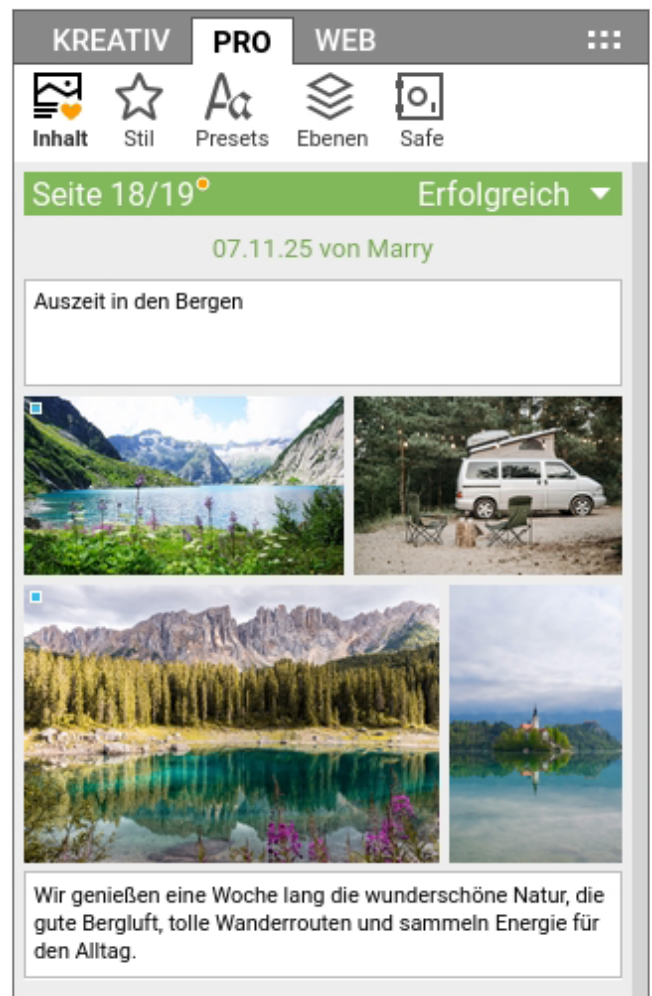 KREATIV PRO WEB
Inhalt Stil Presets Ebenen Safe
Seite 18/19 Erfolgreich
07.11.25 von Marry
Auszeit in den Bergen
Wir genießen eine Woche lang die wunderschöne Natur, die
gute Bergluft, tolle Wanderrouten und sammeln Energie für
den Alltag.